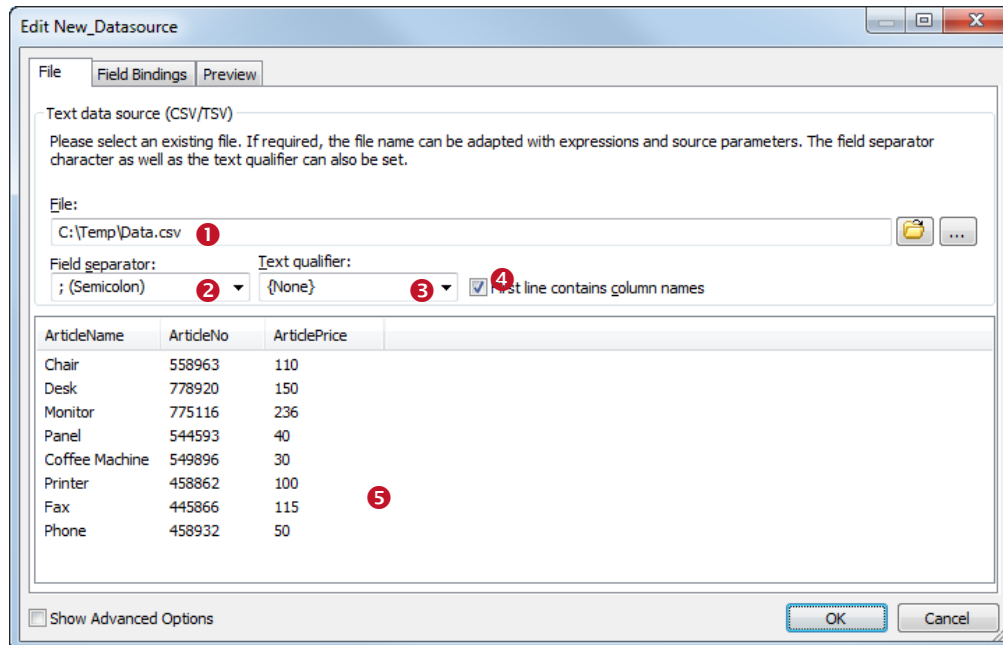 Edit New_Datasource
File Field Bindings Preview
Text data source (CSV/TSV)
Please select an existing file. If required, the file name can be adapted with expressions and source parameters. The field separator
character as well as the text qualifier can also be set.
File:
C:\Temp\Data.csv 1
...
Field separator: Text qualifier:
; (Semicolon) 2 {None} 3 4 First line contains column names
ArticleName ArticleNo ArticlePrice
Chair 558963 110
Desk 778920 150
Monitor 775116 236
Panel 544593 40
Coffee Machine 549896 30
Printer 458862 100
5
Fax 445866 115
Phone 458932 50
Show Advanced Options OK Cancel